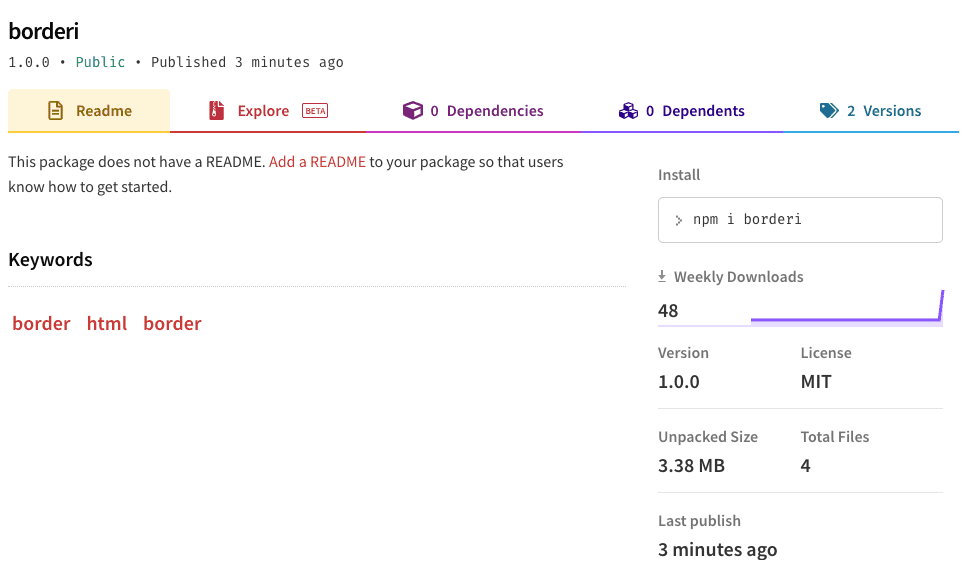 borderi
1.0.0 • Public • Published 3 minutes ago
Readme
Explore BETA
0 Dependencies
0 Dependents
2 Versions
This package does not have a README. Add a README to your package so that users
know how to get started.
Keywords
border html border
Install
> npm i borderi
Weekly Downloads
48
Version
License
1.0.0
MIT
Unpacked Size
Total Files
3.38 MB
4
Last publish
3 minutes ago